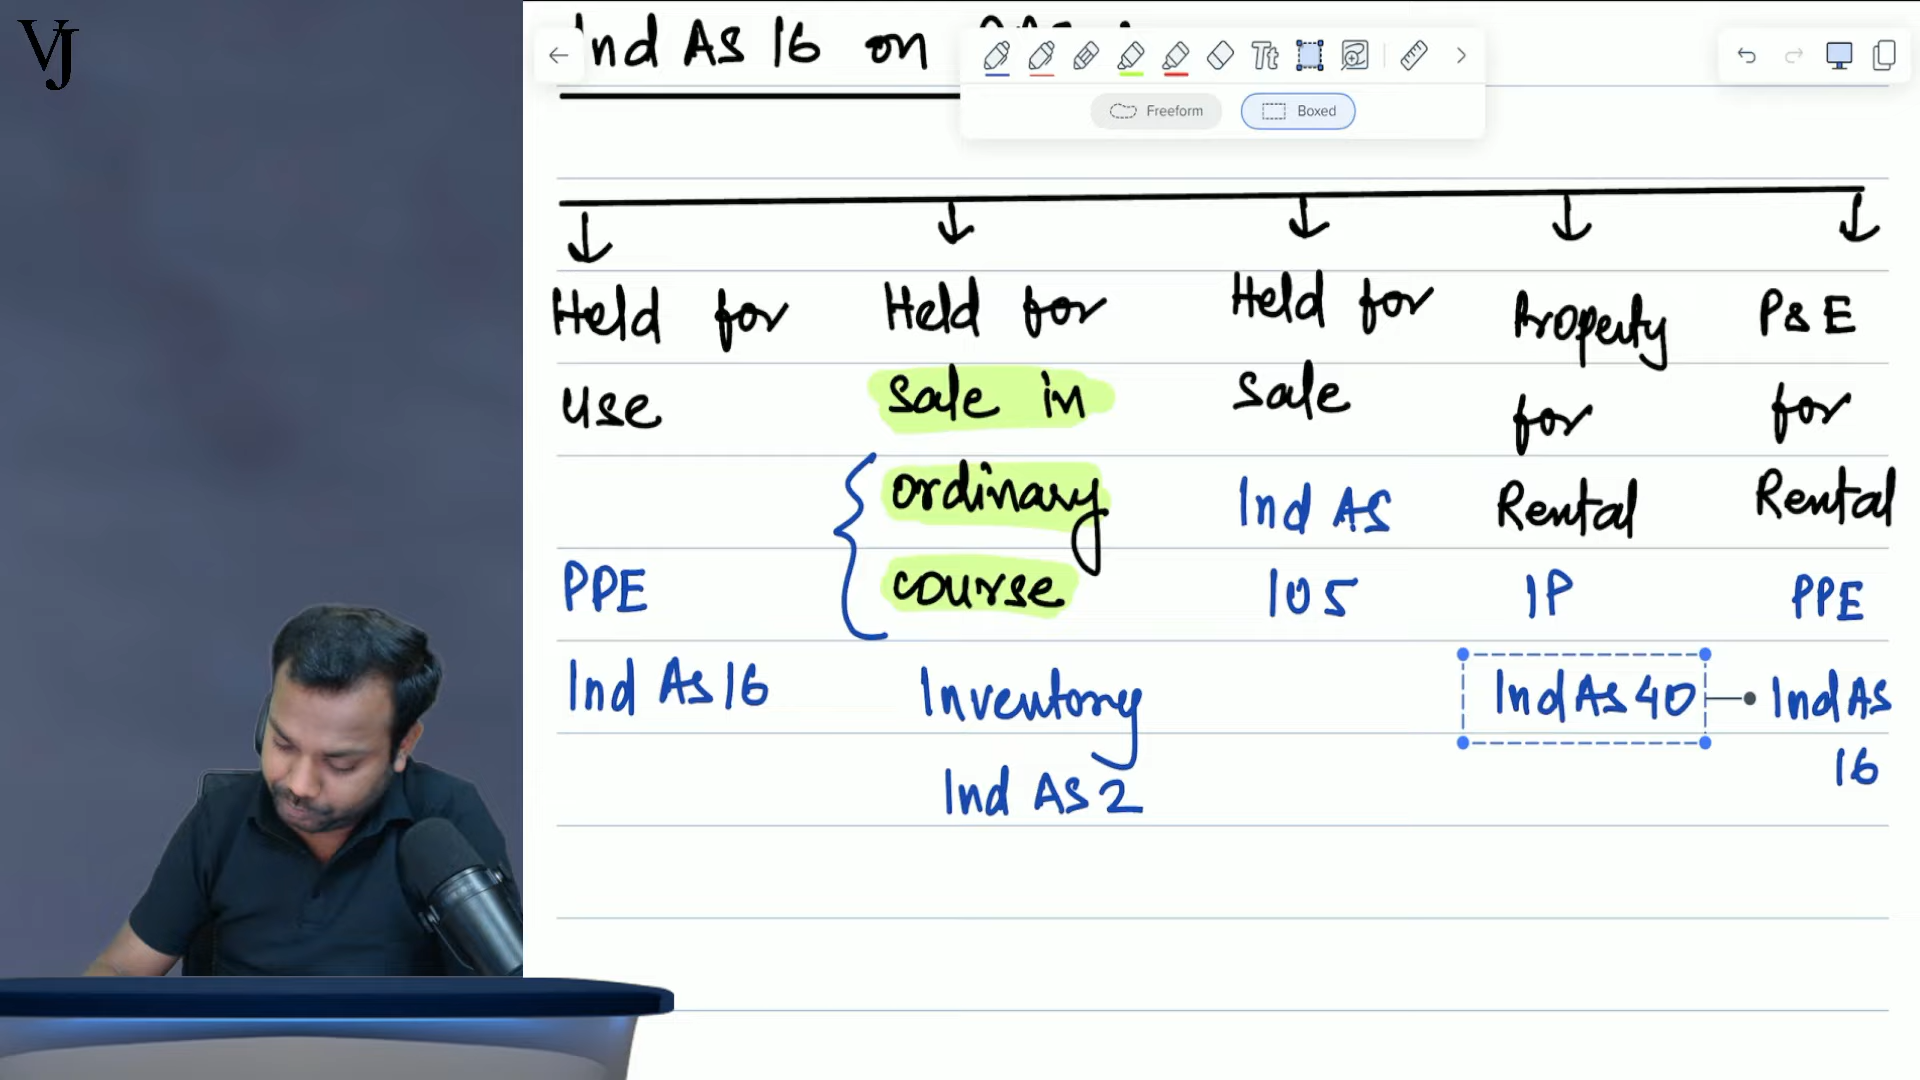 VJ
Ind AS 16 on
Freeform
Boxed
Held for
use
PPE
Ind AS 16
Held for
sale in
ordinary
course
Inventory
Ind AS 2
Held for
sale
Ind AS
105
Property
for
Rental
IP
Ind AS 40
P&E
for
Rental
PPE
Ind AS
16